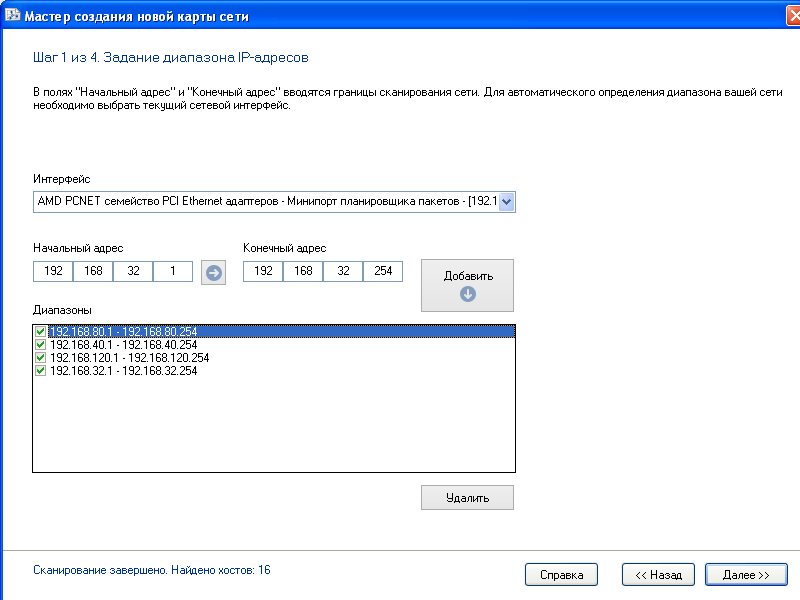 Мастер создания новой карты сети
Шаг 1 из 4. Задание диапазона IP-адресов
В полях "Начальный адрес" и "Конечный адрес" вводятся границы сканирования сети. Для автоматического определения диапазона вашей сети
необходимо выбрать текущий сетевой интерфейс.
Интерфейс
AMD PCNET семейство PCI Ethernet адаптеров - Минипорт планировщика пакетов - [192.1
Начальный адрес
Конечный адрес
192 168 32 1
192 168 32 254
Добавить
Диапазоны
192.168.80.1 - 192.168.80.254
192.168.40.1 - 192.168.40.254
192.168.120.1 - 192.168.120.254
192.168.32.1 - 192.168.32.254
Удалить
Сканирование завершено. Найдено хостов: 16
Справка
<< Назад
Далее >>